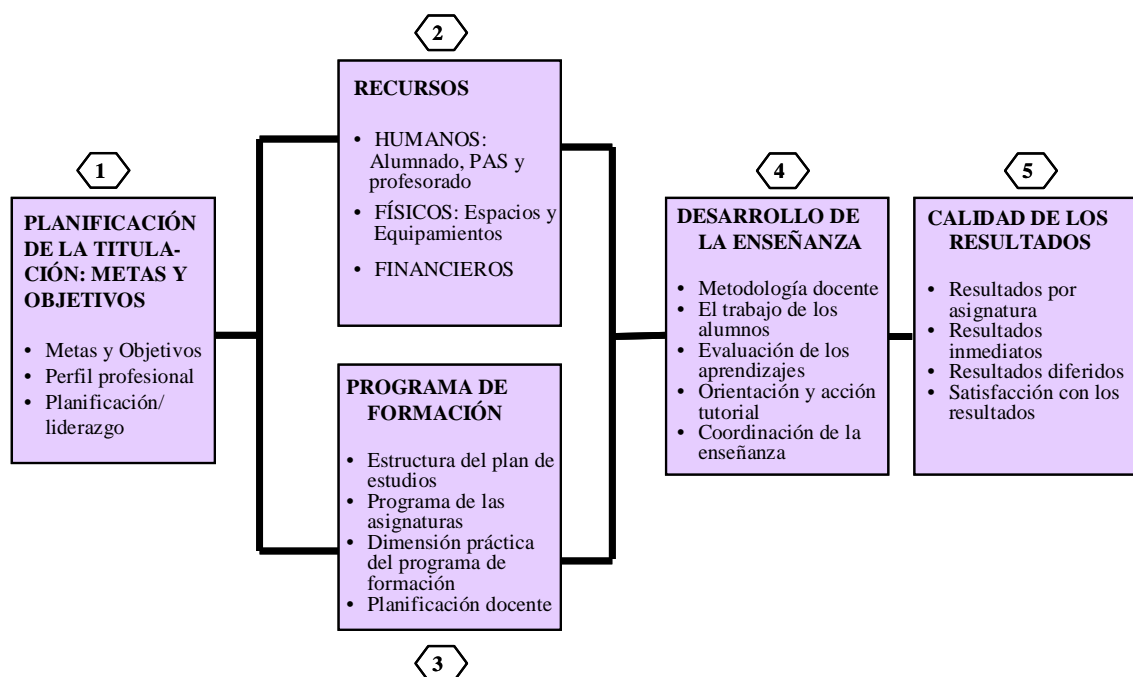 1
PLANIFICACIÓN
DE LA TITULA-
CIÓN: METAS Y
OBJETIVOS
• Metas y Objetivos
• Perfil profesional
• Planificación/
liderazgo
2
RECURSOS
• HUMANOS:
Alumnado, PAS y
profesorado
• FÍSICOS: Espacios y
Equipamientos
• FINANCIEROS
PROGRAMA DE
FORMACIÓN
• Estructura del plan de
estudios
• Programa de las
asignaturas
• Dimensión práctica
del programa de
formación
• Planificación docente
3
4
DESARROLLO DE
LA ENSEÑANZA
• Metodología docente
• El trabajo de los
alumnos
• Evaluación de los
aprendizajes
• Orientación y acción
tutorial
• Coordinación de la
enseñanza
5
CALIDAD DE LOS
RESULTADOS
• Resultados por
asignatura
• Resultados
inmediatos
• Resultados diferidos
• Satisfacción con los
resultados